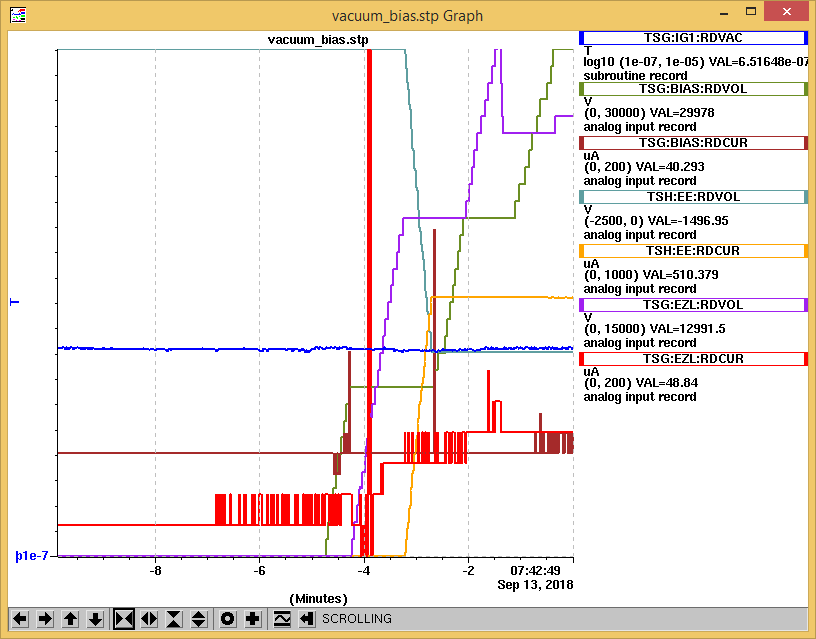 vacuum_bias.stp Graph
vacuum_bias.stp
TSG:IG1:RDVAC
T
log10 (1e-07, 1e-05) VAL=6.51648e-07
subroutine record
TSG:BIAS:RDVOL
V
(0, 30000) VAL=29978
analog input record
TSG:BIAS:RDCUR
uA
(0, 200) VAL=40.293
analog input record
TSH:EE:RDVOL
V
(-2500, 0) VAL=-1496.95
analog input record
TSH:EE:RDCUR
uA
(0, 1000) VAL=510.379
analog input record
TSG:EZL:RDVOL
V
(0, 15000) VAL=12991.5
analog input record
TSG:EZL:RDCUR
uA
(0, 200) VAL=48.84
analog input record
T
1e-7
-8 -6 -4 -2 07:42:49
Sep 13, 2018
(Minutes)
SCROLLING